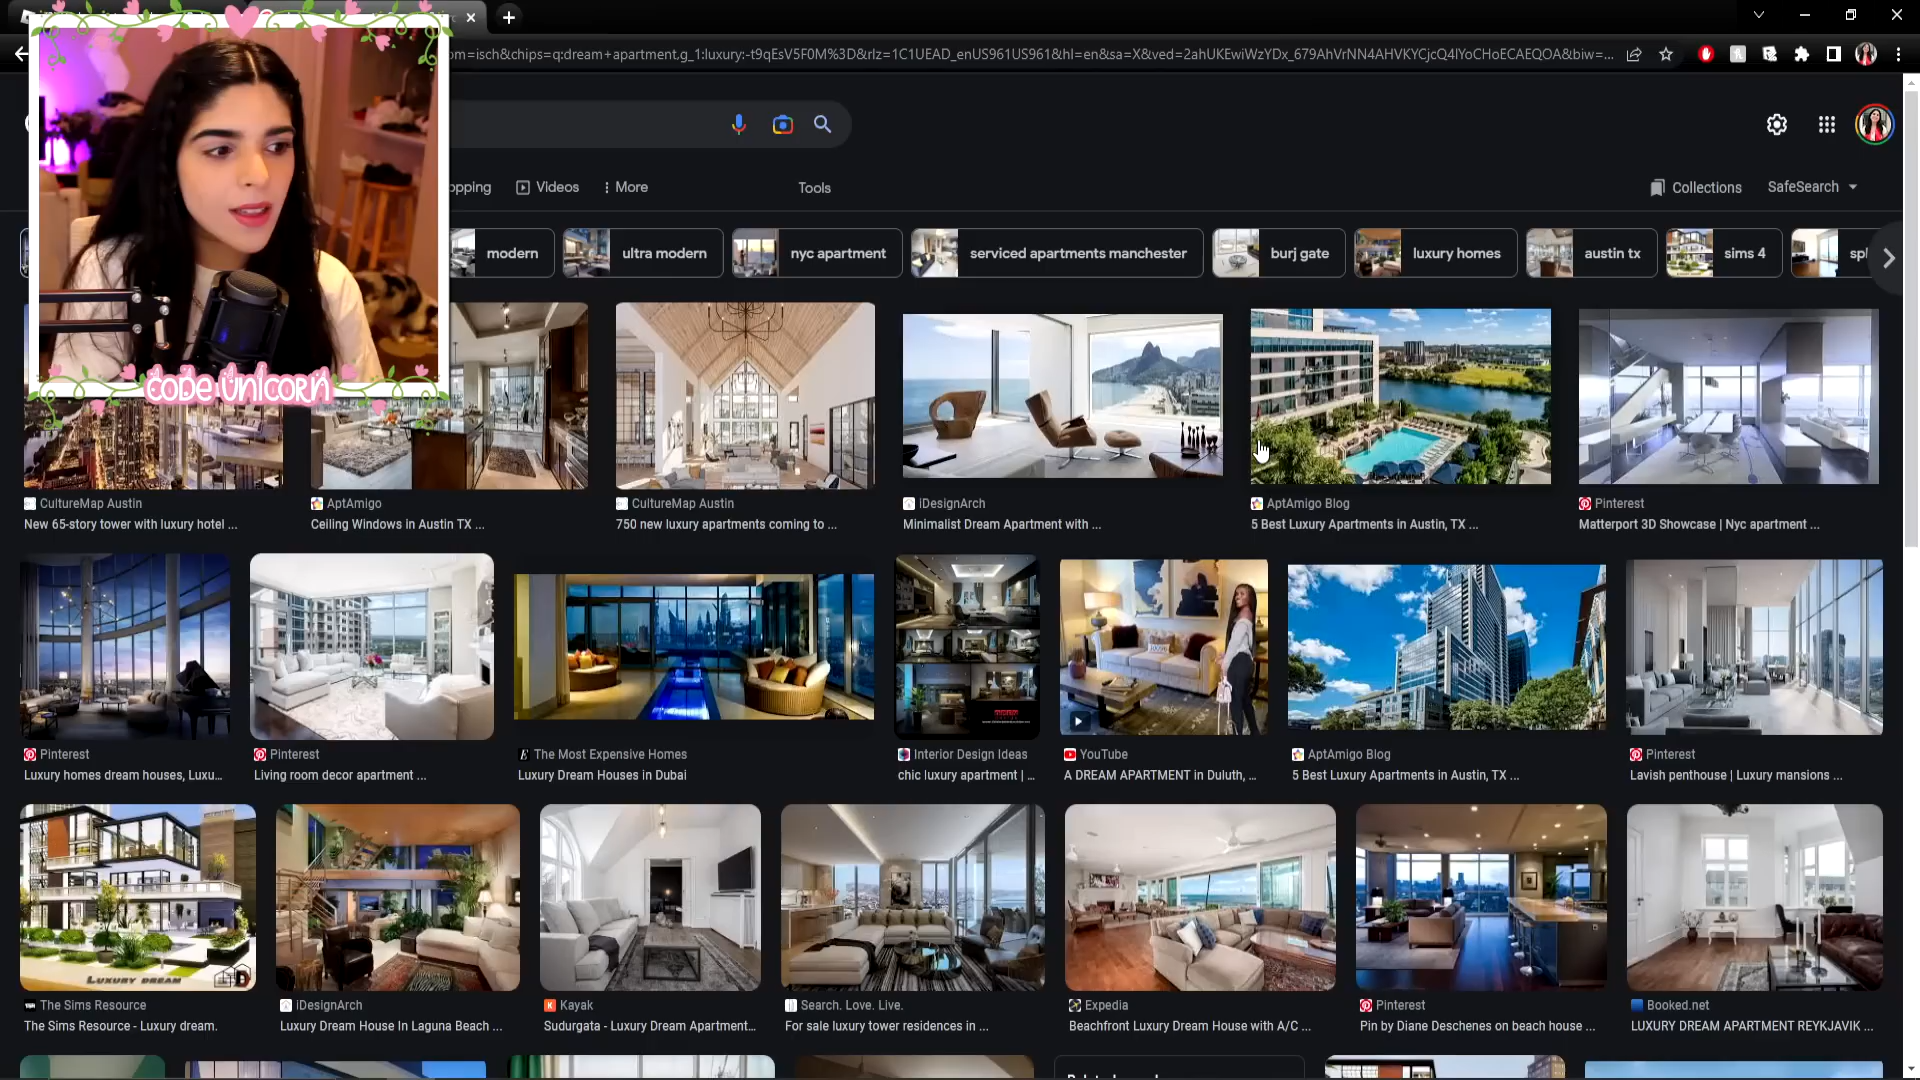 om=isch&chips=q:dream+apartment,g_1:luxury:-t9qEsV5F0M%3D&rlz=1C1UEAD_enUS961US961&hl=en&sa=X&ved=2ahUKEwiWzYDx_679AhVrNN4AHVKYCjcQ4lYoCHoECAEQOA&biw=...
opping
Videos
More
Tools
Collections
SafeSearch
modern
ultra modern
nyc apartment
serviced apartments manchester
burj gate
luxury homes
austin tx
sims 4
spl
CODE UNICORN
CultureMap Austin
New 65-story tower with luxury hotel ...
AptAmigo
Ceiling Windows in Austin TX ...
CultureMap Austin
750 new luxury apartments coming to ...
iDesignArch
Minimalist Dream Apartment with ...
AptAmigo Blog
5 Best Luxury Apartments in Austin, TX ...
Pinterest
Matterport 3D Showcase | Nyc apartment ...
Pinterest
Luxury homes dream houses, Luxu...
Pinterest
Living room decor apartment ...
The Most Expensive Homes
Luxury Dream Houses in Dubai
Interior Design Ideas
chic luxury apartment | ...
YouTube
A DREAM APARTMENT in Duluth, ...
AptAmigo Blog
5 Best Luxury Apartments in Austin, TX ...
Pinterest
Lavish penthouse | Luxury mansions ...
LUXURY DREAM
The Sims Resource
The Sims Resource - Luxury dream.
iDesignArch
Luxury Dream House In Laguna Beach ...
Kayak
Sudurgata - Luxury Dream Apartment...
Search. Love. Live.
For sale luxury tower residences in ...
Expedia
Beachfront Luxury Dream House with A/C ...
Pinterest
Pin by Diane Deschenes on beach house ...
Booked.net
LUXURY DREAM APARTMENT REYKJAVIK ...